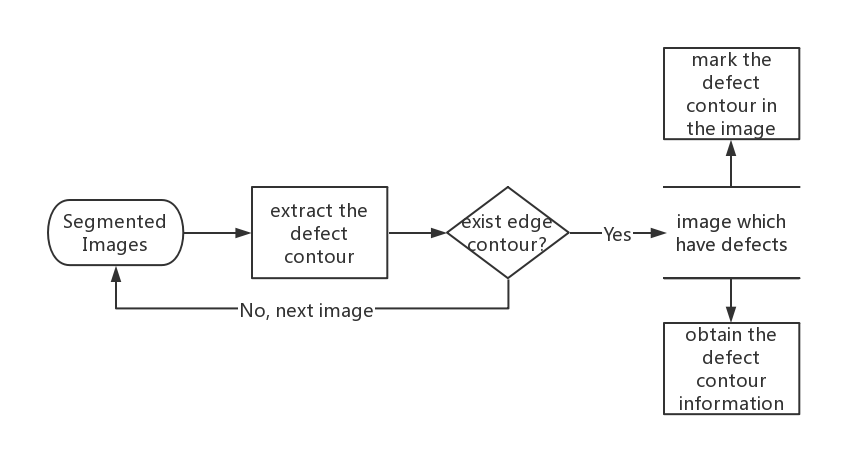 Segmented
Images
extract the
defect
contour
exist edge
contour?
Yes
No, next image
mark the
defect
contour in
the image
image which
have defects
obtain the
defect
contour
information